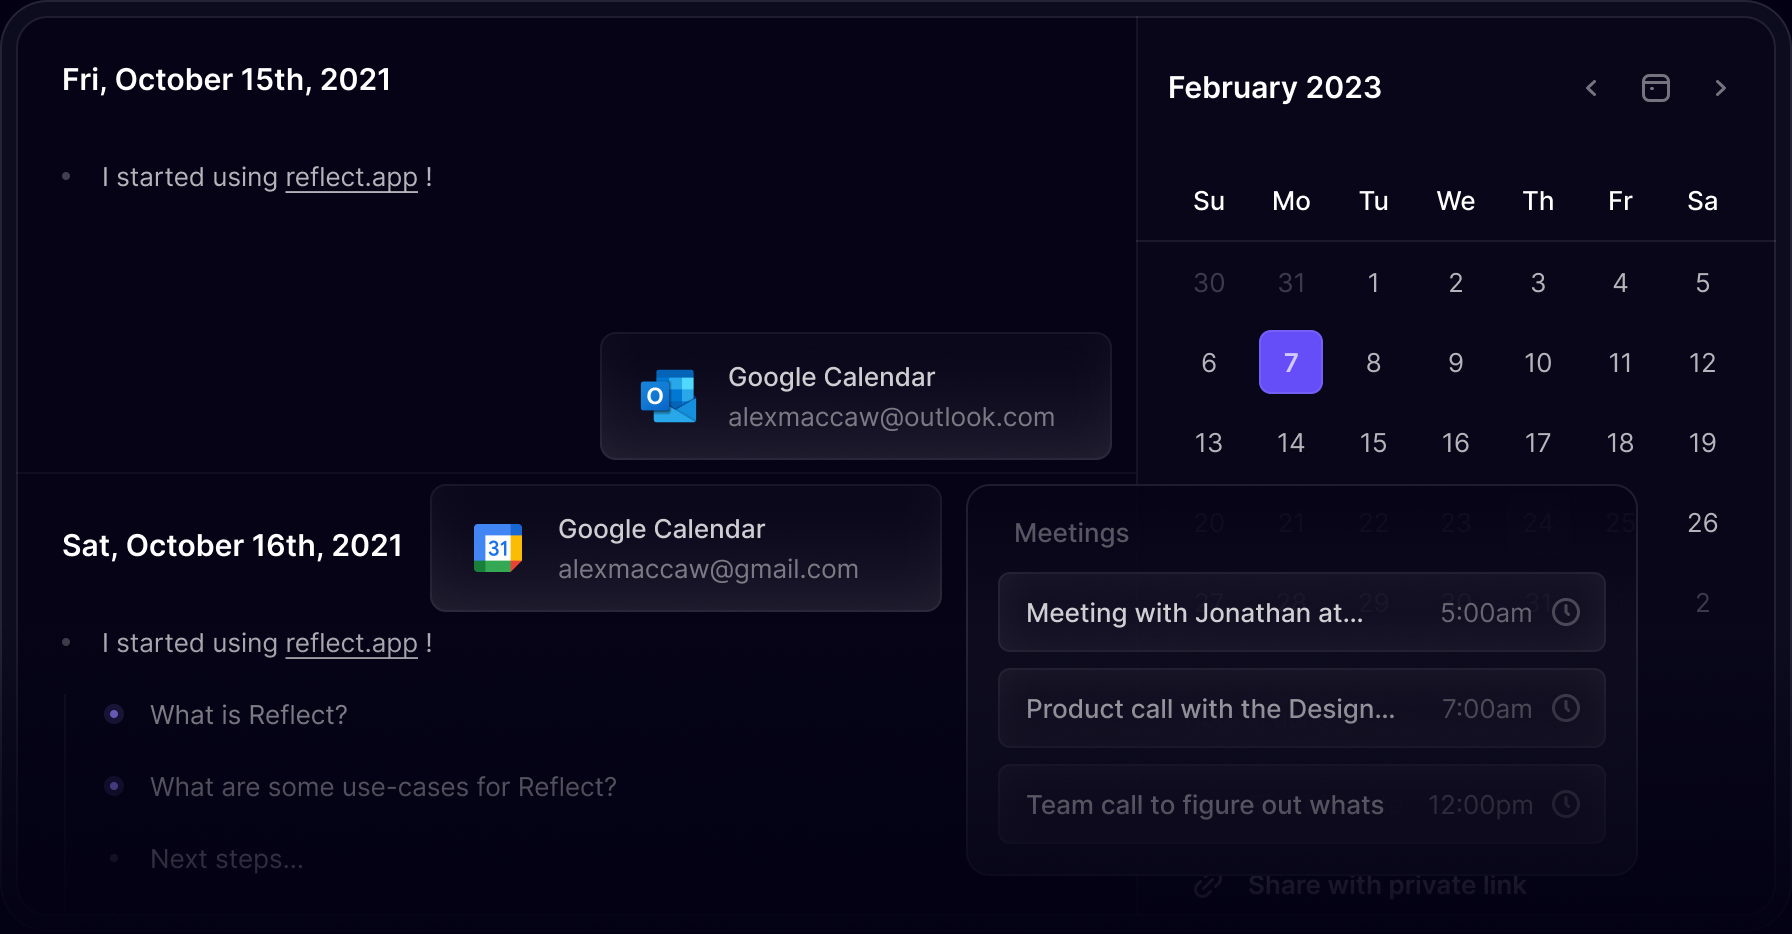 Fri, October 15th, 2021
I started using reflect.app !
Google Calendar
alexmaccaw@outlook.com
Sat, October 16th, 2021
Google Calendar
alexmaccaw@gmail.com
I started using reflect.app !
What is Reflect?
What are some use-cases for Reflect?
Next steps...
February 2023
Su Mo Tu We Th Fr Sa
30 31 1 2 3 4 5
6 7 8 9 10 11 12
13 14 15 16 17 18 19
20 21 22 23 24 25 26
27 28 29 30 31 2
Meetings
Meeting with Jonathan at... 5:00am
Product call with the Design... 7:00am
Team call to figure out whats 12:00pm
Share with private link
O
31